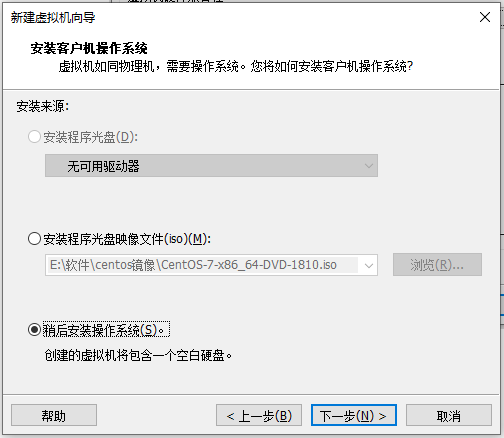 新建虚拟机向导
安装客户机操作系统
虚拟机如同物理机，需要操作系统。您将如何安装客户机操作系统?
安装来源:
安装程序光盘(D):
无可用驱动器
安装程序光盘映像文件(iso)(M):
E:\软件\centos镜像\CentOS-7-x86_64-DVD-1810.iso
浏览(R)...
稍后安装操作系统(S)。
创建的虚拟机将包含一个空白硬盘。
帮助
< 上一步(B)
下一步(N) >
取消